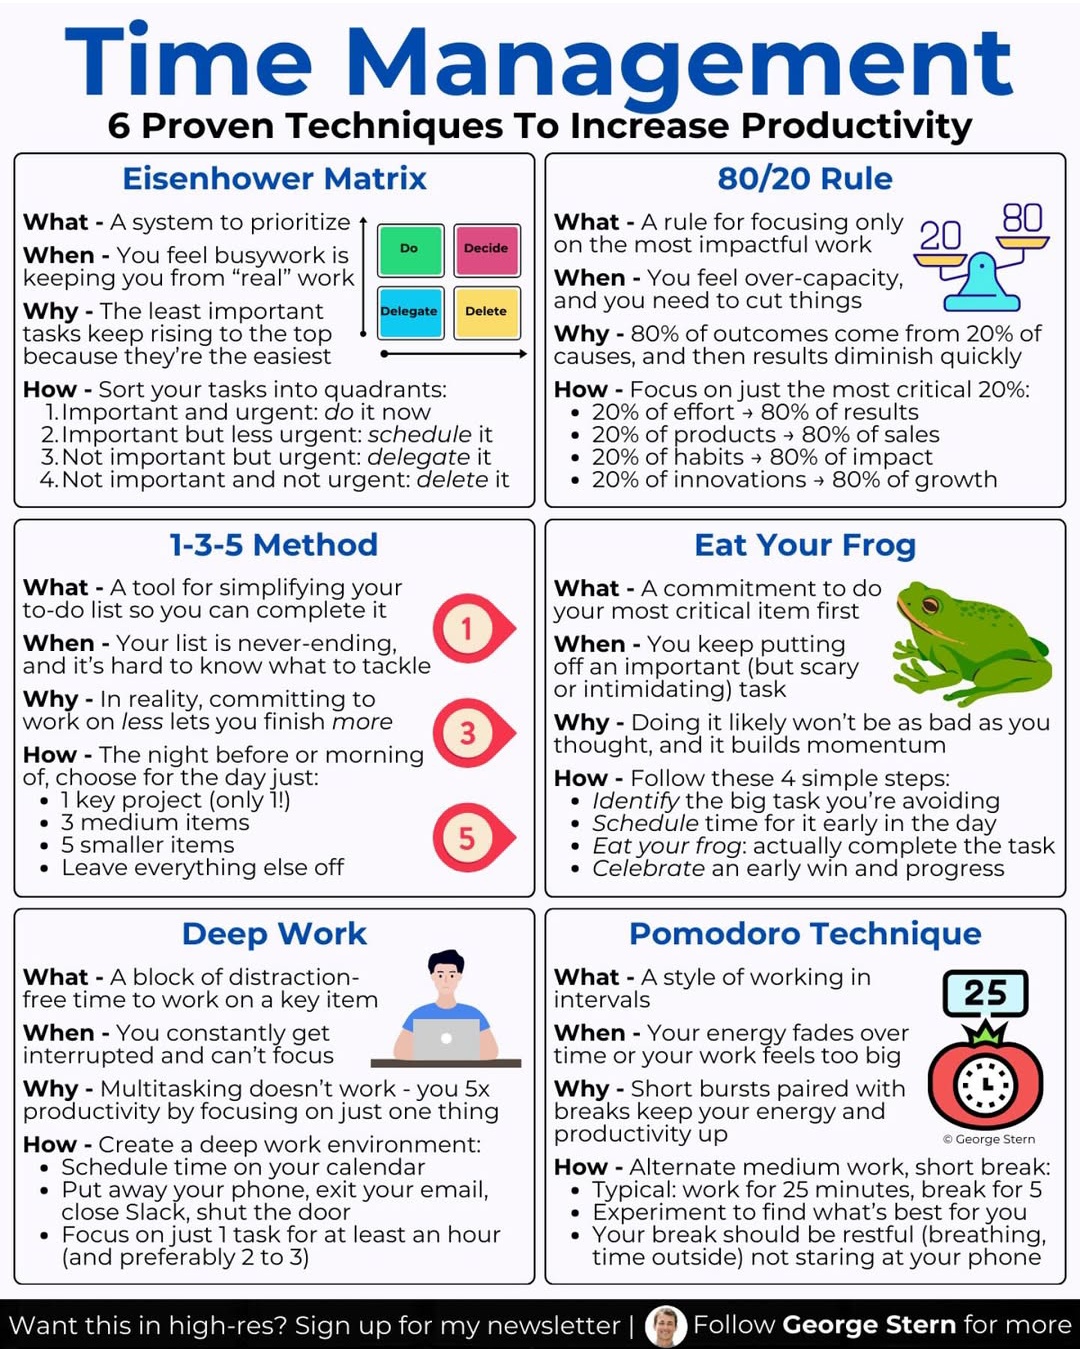 Time Management
6 Proven Techniques To Increase Productivity
Eisenhower Matrix
What - A system to prioritize
When - You feel busywork is
keeping you from “real” work
Why - The least important
tasks keep rising to the top
because they’re the easiest
Do
Decide
Delegate
Delete
How - Sort your tasks into quadrants:
1. Important and urgent: do it now
2. Important but less urgent: schedule it
3. Not important but urgent: delegate it
4. Not important and not urgent: delete it
80/20 Rule
What - A rule for focusing only
on the most impactful work
20
80
When - You feel over-capacity,
and you need to cut things
Why - 80% of outcomes come from 20% of
causes, and then results diminish quickly
How - Focus on just the most critical 20%:
• 20% of effort → 80% of results
• 20% of products → 80% of sales
• 20% of habits → 80% of impact
• 20% of innovations → 80% of growth
1-3-5 Method
What - A tool for simplifying your
to-do list so you can complete it
When - Your list is never-ending,
and it’s hard to know what to tackle
Why - In reality, committing to
work on less lets you finish more
How - The night before or morning
of, choose for the day just:
• 1 key project (only 1!)
• 3 medium items
• 5 smaller items
• Leave everything else off
1
3
5
Eat Your Frog
What - A commitment to do
your most critical item first
When - You keep putting
off an important (but scary
or intimidating) task
Why - Doing it likely won’t be as bad as you
thought, and it builds momentum
How - Follow these 4 simple steps:
• Identify the big task you’re avoiding
• Schedule time for it early in the day
• Eat your frog: actually complete the task
• Celebrate an early win and progress
Deep Work
What - A block of distraction-
free time to work on a key item
When - You constantly get
interrupted and can’t focus
Why - Multitasking doesn’t work - you 5x
productivity by focusing on just one thing
How - Create a deep work environment:
• Schedule time on your calendar
• Put away your phone, exit your email,
close Slack, shut the door
• Focus on just 1 task for at least an hour
(and preferably 2 to 3)
Pomodoro Technique
What - A style of working in
intervals
When - Your energy fades over
time or your work feels too big
Why - Short bursts paired with
breaks keep your energy and
productivity up
25
© George Stern
How - Alternate medium work, short break:
• Typical: work for 25 minutes, break for 5
• Experiment to find what’s best for you
• Your break should be restful (breathing,
time outside) not staring at your phone
Want this in high-res? Sign up for my newsletter | Follow George Stern for more